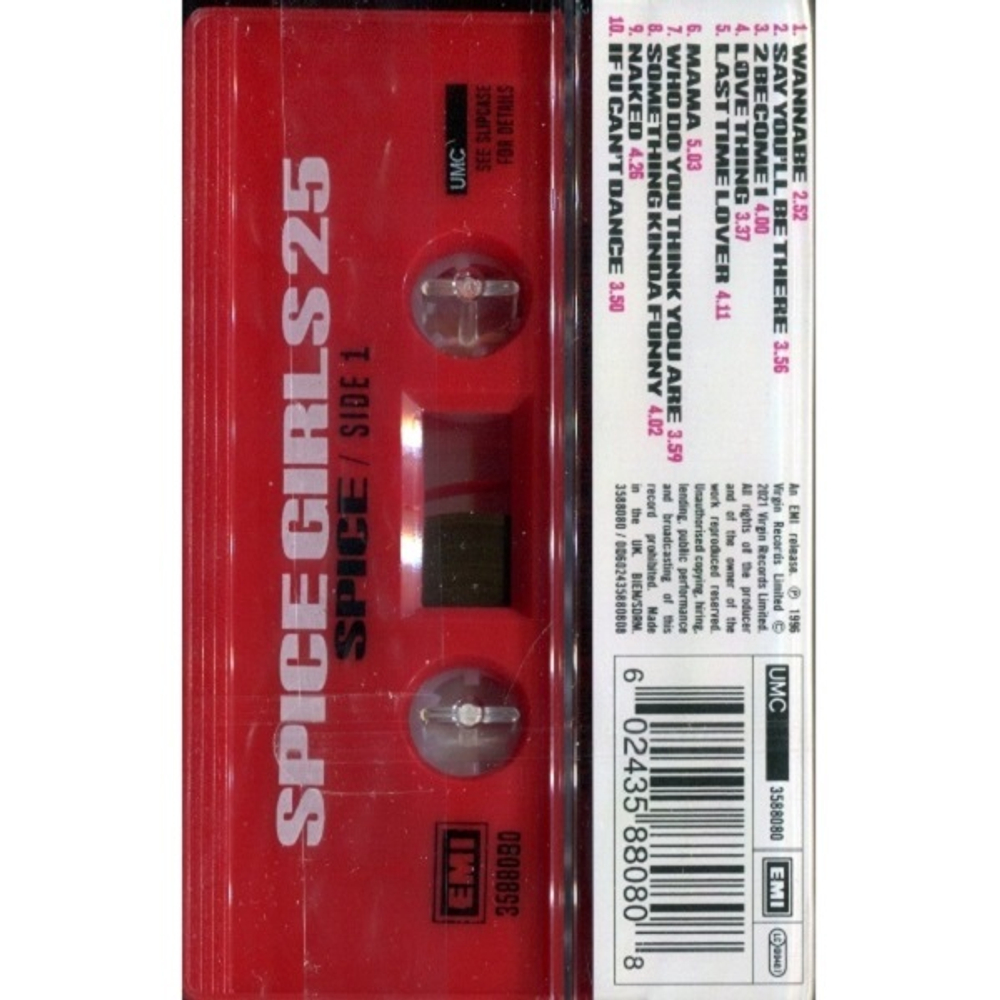 SPICE GIRLS 25
SPICE / SIDE 1
UMC
SEE SLIPCASE
FOR DETAILS
EMI
3588080
1. WANNABE 2.52
2. SAY YOU'LL BE THERE 3.56
3. 2 BECOME 1 4.00
4. LOVE THING 3.37
5. LAST TIME LOVER 4.11
6. MAMA 5.03
7. WHO DO YOU THINK YOU ARE 3.59
8. SOMETHING KINDA FUNNY 4.02
9. NAKED 4.26
10. IF U CAN'T DANCE 3.50
An EMI release. ℗ 1996
Virgin Records Limited ©
2021 Virgin Records Limited.
All rights of the producer
and of the owner of the
work reproduced reserved.
Unauthorised copying, hiring,
lending, public performance
and broadcasting of this
record prohibited. Made
in the UK. BIEM/SDRM.
3588080 / 00602435880808
UMC
3588080
EMI
6 02435 88080 8